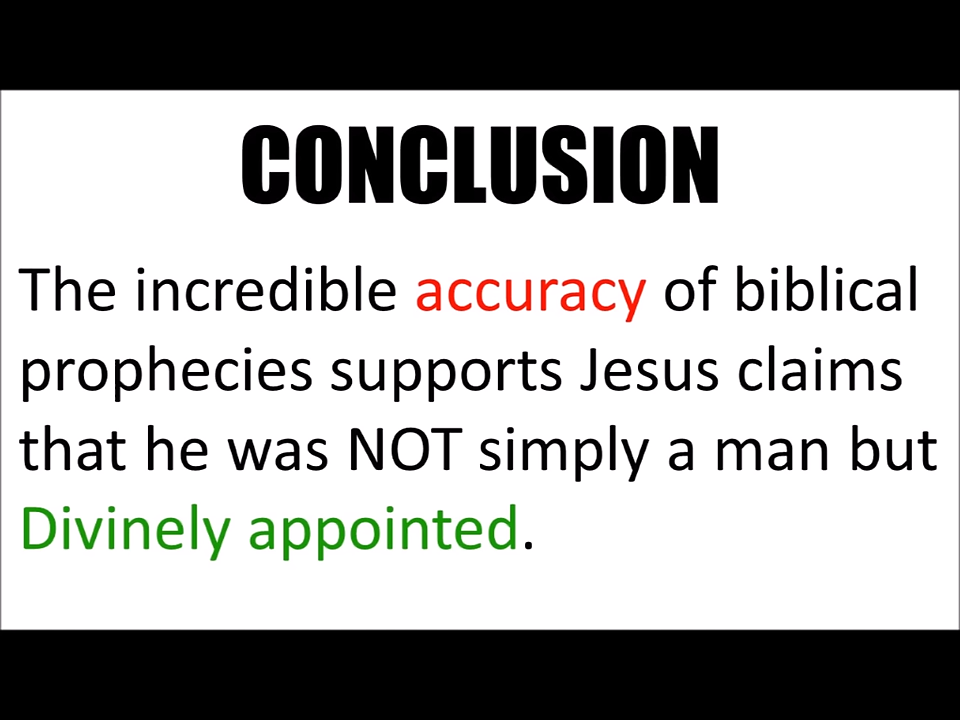 CONCLUSION
The incredible accuracy of biblical
prophecies supports Jesus claims
that he was NOT simply a man but
Divinely appointed.